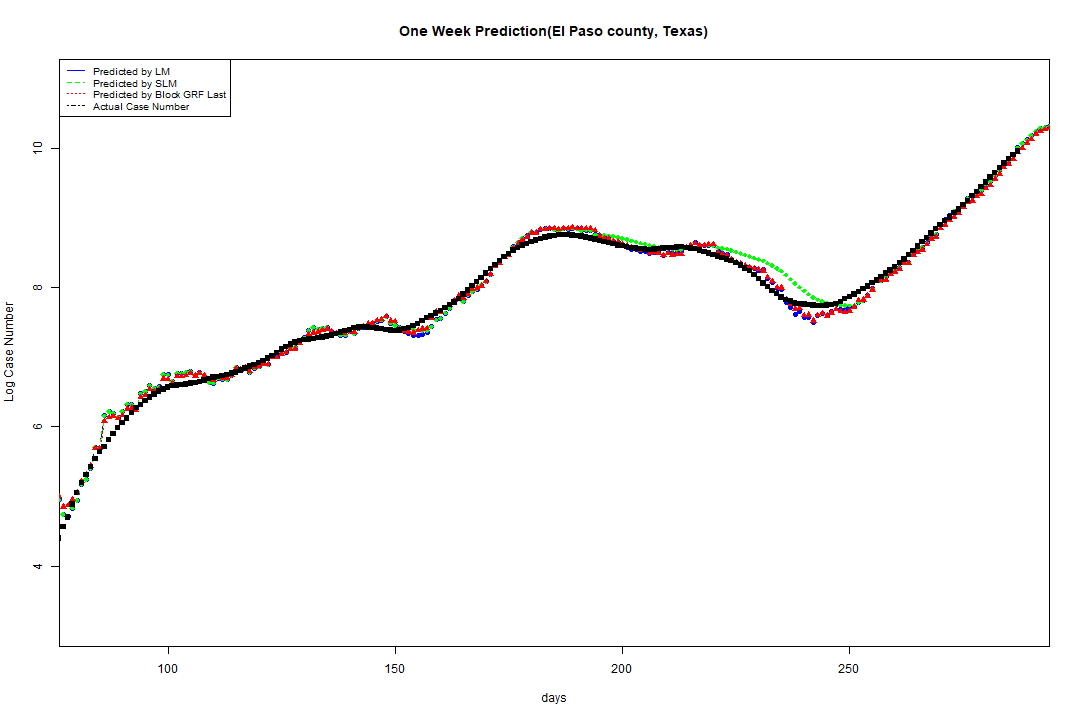 One Week Prediction(El Paso county, Texas)
Predicted by LM
Predicted by SLM
Predicted by Block GRF Last
Actual Case Number
10
8
6
4
Log Case Number
100
150
200
250
days